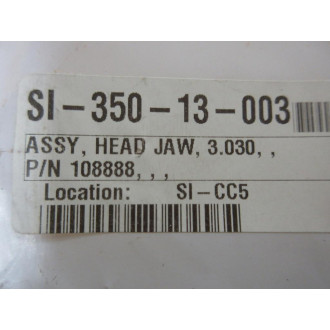 SI-350-13-003
ASSY, HEAD JAW, 3.030, ,
P/N 108888, , ,
Location: SI-CC5